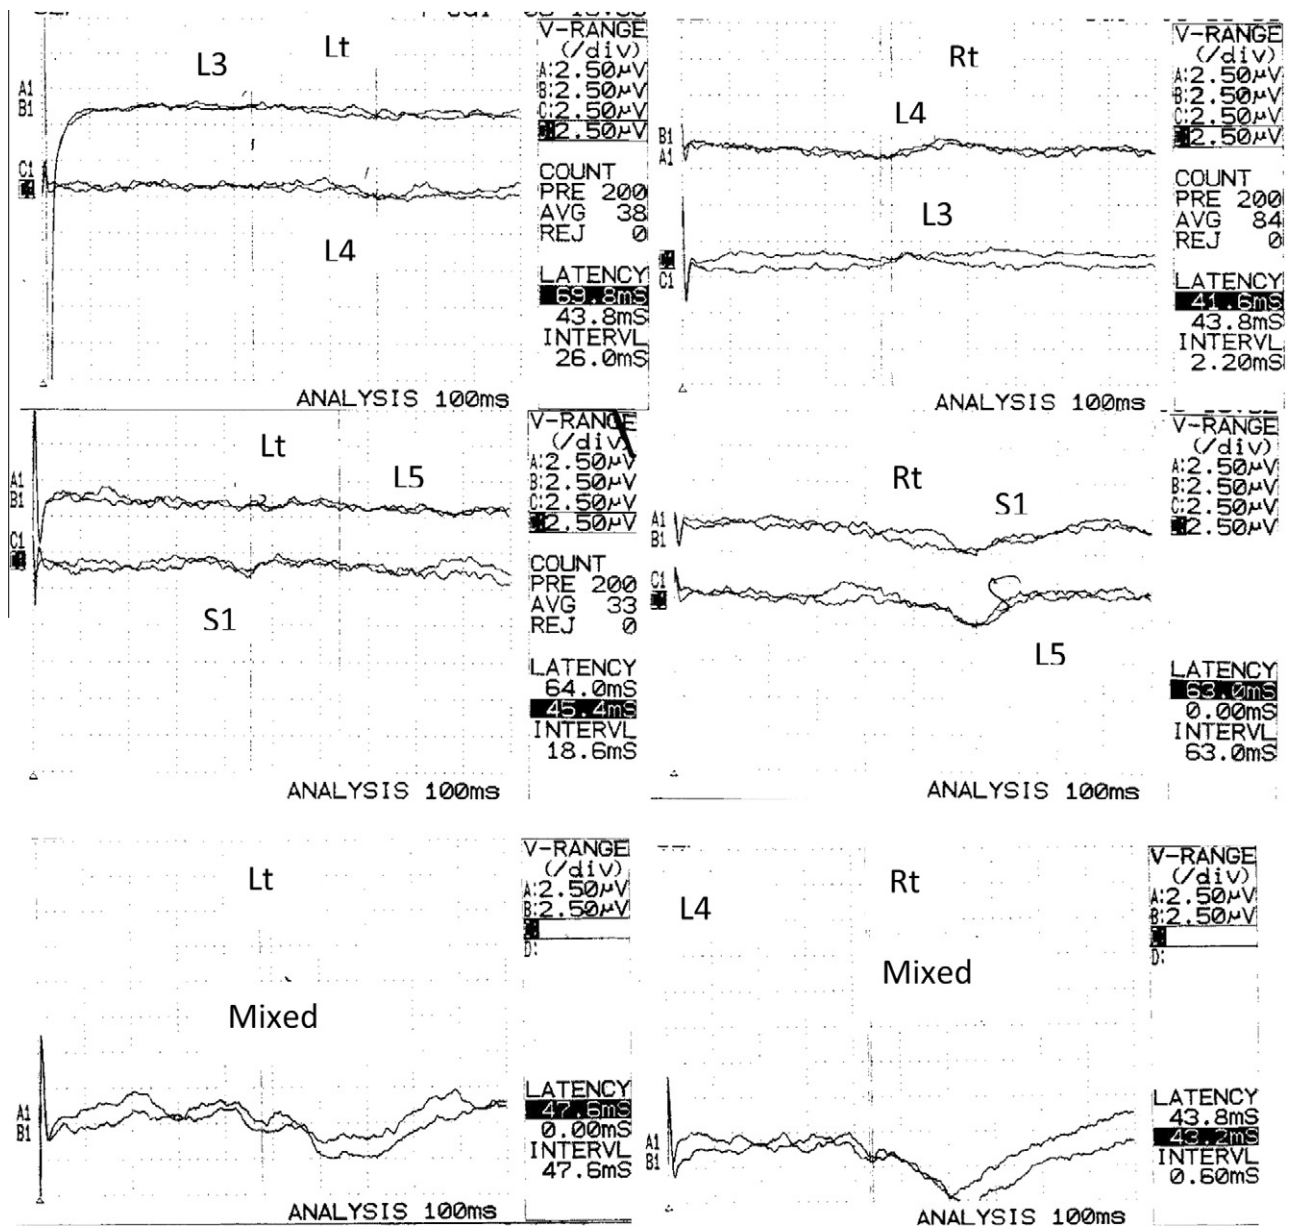 Lt
L3
A1
B1
C1
L4
V-RANGE
(/div)
A:2.50μV
B:2.50μV
C:2.50μV
2.50μV
COUNT
PRE 200
AVG 38
REJ 0
LATENCY
69.8mS
43.8mS
INTERVL
26.0mS
ANALYSIS 100ms
Rt
L4
B1
A1
L3
C1
V-RANGE
(/div)
A:2.50μV
B:2.50μV
C:2.50μV
2.50μV
COUNT
PRE 200
AVG 84
REJ 0
LATENCY
41.6mS
43.8mS
INTERVL
2.20mS
ANALYSIS 100ms
Lt
L5
A1
B1
C1
S1
V-RANGE
(/div)
A:2.50μV
B:2.50μV
C:2.50μV
2.50μV
COUNT
PRE 200
AVG 33
REJ 0
LATENCY
64.0mS
45.4mS
INTERVL
18.6mS
ANALYSIS 100ms
Rt
S1
A1
B1
C1
L5
V-RANGE
(/div)
A:2.50μV
B:2.50μV
C:2.50μV
2.50μV
LATENCY
63.0mS
0.00mS
INTERVL
63.0mS
ANALYSIS 100ms
Lt
Mixed
A1
B1
V-RANGE
(/div)
A:2.50μV
B:2.50μV
D:
LATENCY
47.6mS
0.00mS
INTERVL
47.6mS
ANALYSIS 100ms
Rt
L4
Mixed
A1
B1
V-RANGE
(/div)
A:2.50μV
B:2.50μV
D:
LATENCY
43.8mS
43.2mS
INTERVL
0.60mS
ANALYSIS 100ms